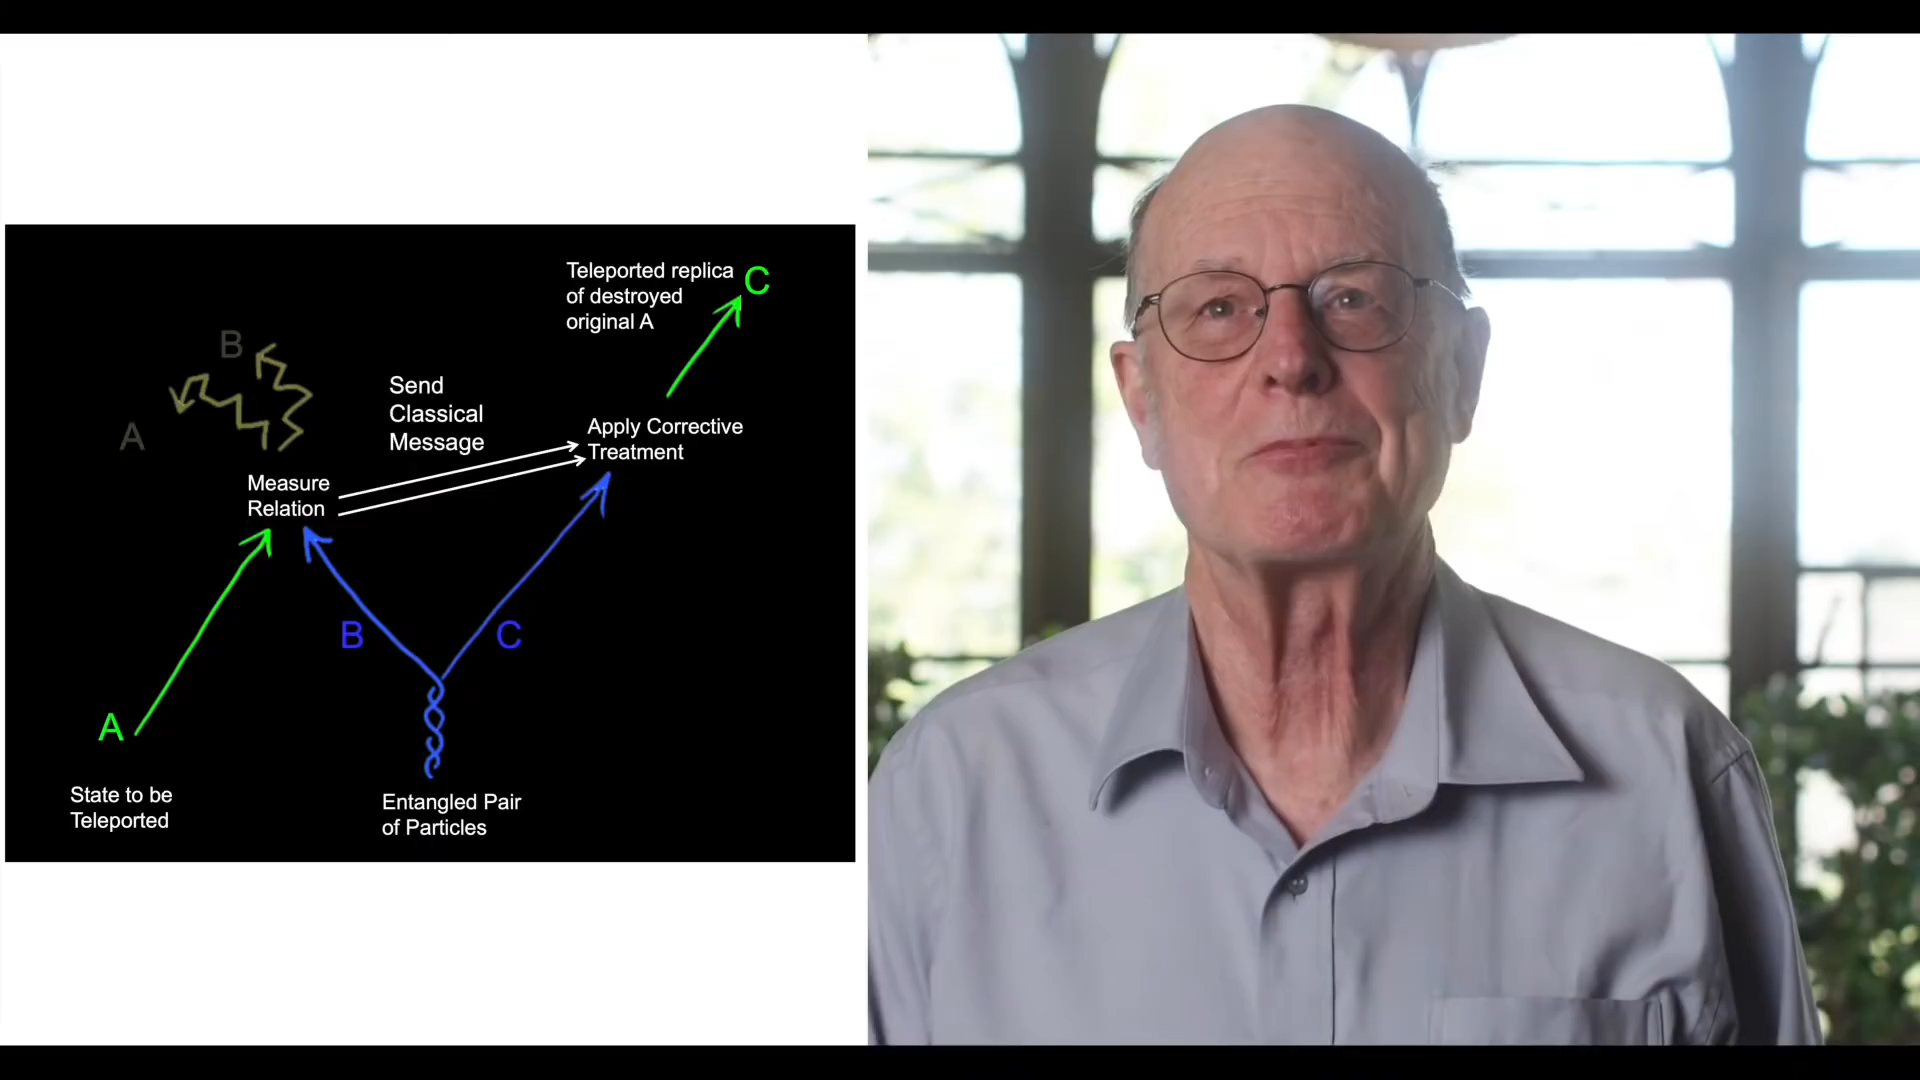 Teleported replica
of destroyed
original A
C
B
A
Send
Classical
Message
Apply Corrective
Treatment
Measure
Relation
B
C
A
State to be
Teleported
Entangled Pair
of Particles